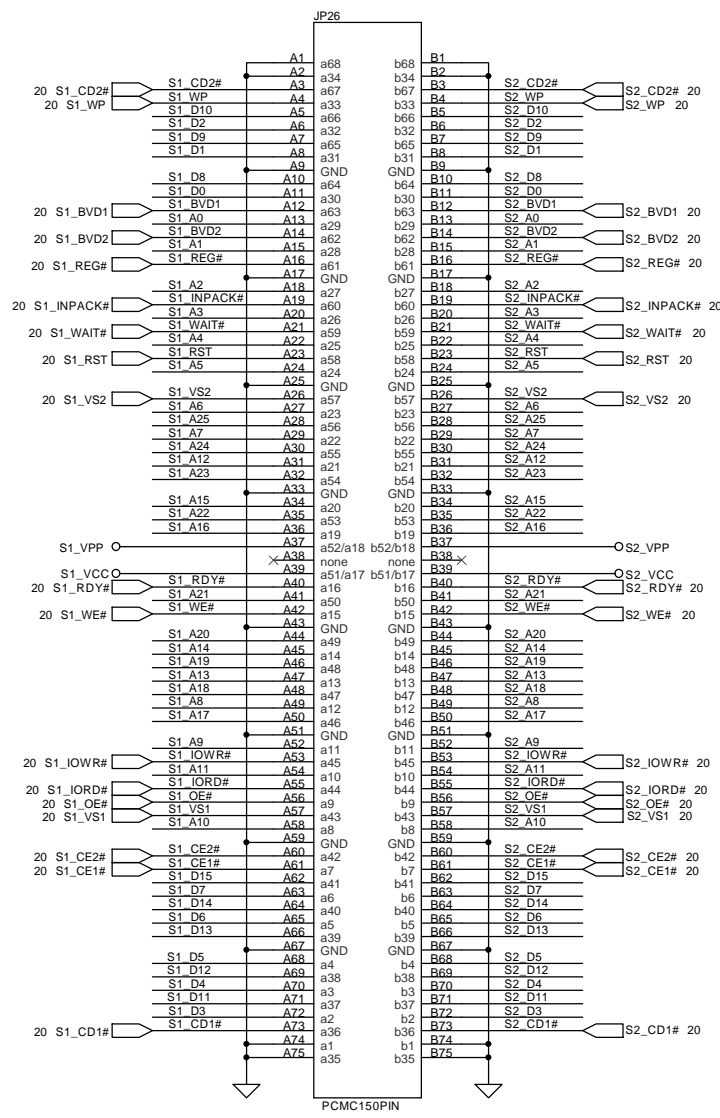 JP26
A1 a68 b68 B1
A2 a34 b34 B2
20 S1_CD2# S1_CD2# A3 a67 b67 B3 S2_CD2# S2_CD2# 20
20 S1_WP S1_WP A4 a33 b33 B4 S2_WP S2_WP 20
S1_D10 A5 a66 b66 B5 S2_D10
S1_D2 A6 a32 b32 B6 S2_D2
S1_D9 A7 a65 b65 B7 S2_D9
S1_D1 A8 a31 b31 B8 S2_D1
A9 GND GND B9
S1_D8 A10 a64 b64 B10 S2_D8
S1_D0 A11 a30 b30 B11 S2_D0
20 S1_BVD1 S1_BVD1 A12 a63 b63 B12 S2_BVD1 S2_BVD1 20
S1_A0 A13 a29 b29 B13 S2_A0
20 S1_BVD2 S1_BVD2 A14 a62 b62 B14 S2_BVD2 S2_BVD2 20
S1_A1 A15 a28 b28 B15 S2_A1
20 S1_REG# S1_REG# A16 a61 b61 B16 S2_REG# S2_REG# 20
A17 GND GND B17
S1_A2 A18 a27 b27 B18 S2_A2
20 S1_INPACK# S1_INPACK# A19 a60 b60 B19 S2_INPACK# S2_INPACK# 20
S1_A3 A20 a26 b26 B20 S2_A3
20 S1_WAIT# S1_WAIT# A21 a59 b59 B21 S2_WAIT# S2_WAIT# 20
S1_A4 A22 a25 b25 B22 S2_A4
20 S1_RST S1_RST A23 a58 b58 B23 S2_RST S2_RST 20
S1_A5 A24 a24 b24 B24 S2_A5
A25 GND GND B25
20 S1_VS2 S1_VS2 A26 a57 b57 B26 S2_VS2 S2_VS2 20
S1_A6 A27 a23 b23 B27 S2_A6
S1_A25 A28 a56 b56 B28 S2_A25
S1_A7 A29 a22 b22 B29 S2_A7
S1_A24 A30 a55 b55 B30 S2_A24
S1_A12 A31 a21 b21 B31 S2_A12
S1_A23 A32 a54 b54 B32 S2_A23
A33 GND GND B33
S1_A15 A34 a20 b20 B34 S2_A15
S1_A22 A35 a53 b53 B35 S2_A22
S1_A16 A36 a19 b19 B36 S2_A16
S1_VPP A37 a52/a18 b52/b18 B37 S2_VPP
A38 none none B38
S1_VCC A39 a51/a17 b51/b17 B39 S2_VCC
20 S1_RDY# S1_RDY# A40 a16 b16 B40 S2_RDY# S2_RDY# 20
S1_A21 A41 a50 b50 B41 S2_A21
20 S1_WE# S1_WE# A42 a15 b15 B42 S2_WE# S2_WE# 20
A43 GND GND B43
S1_A20 A44 a49 b49 B44 S2_A20
S1_A14 A45 a14 b14 B45 S2_A14
S1_A19 A46 a48 b48 B46 S2_A19
S1_A13 A47 a13 b13 B47 S2_A13
S1_A18 A48 a47 b47 B48 S2_A18
S1_A8 A49 a12 b12 B49 S2_A8
S1_A17 A50 a46 b46 B50 S2_A17
A51 GND GND B51
S1_A9 A52 a11 b11 B52 S2_A9
20 S1_IOWR# S1_IOWR# A53 a45 b45 B53 S2_IOWR# S2_IOWR# 20
S1_A11 A54 a10 b10 B54 S2_A11
20 S1_IORD# S1_IORD# A55 a44 b44 B55 S2_IORD# S2_IORD# 20
20 S1_OE# S1_OE# A56 a9 b9 B56 S2_OE# S2_OE# 20
20 S1_VS1 S1_VS1 A57 a43 b43 B57 S2_VS1 S2_VS1 20
S1_A10 A58 a8 b8 B58 S2_A10
A59 GND GND B59
20 S1_CE2# S1_CE2# A60 a42 b42 B60 S2_CE2# S2_CE2# 20
20 S1_CE1# S1_CE1# A61 a7 b7 B61 S2_CE1# S2_CE1# 20
S1_D15 A62 a41 b41 B62 S2_D15
S1_D7 A63 a6 b6 B63 S2_D7
S1_D14 A64 a40 b40 B64 S2_D14
S1_D6 A65 a5 b5 B65 S2_D6
S1_D13 A66 a39 b39 B66 S2_D13
A67 GND GND B67
S1_D5 A68 a4 b4 B68 S2_D5
S1_D12 A69 a38 b38 B69 S2_D12
S1_D4 A70 a3 b3 B70 S2_D4
S1_D11 A71 a37 b37 B71 S2_D11
S1_D3 A72 a2 b2 B72 S2_D3
20 S1_CD1# S1_CD1# A73 a36 b36 B73 S2_CD1# S2_CD1# 20
A74 a1 b1 B74
A75 a35 b35 B75
PCMC150PIN